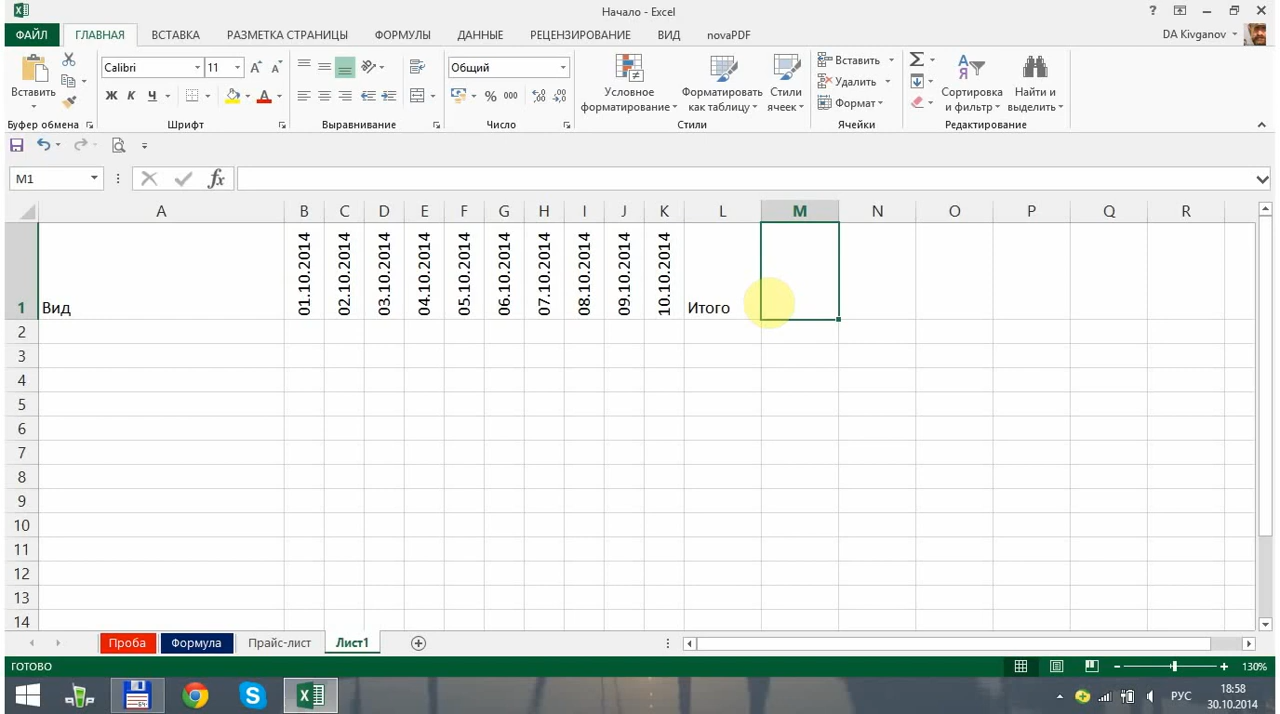 Начало - Excel
?
ФАЙЛ ГЛАВНАЯ ВСТАВКА РАЗМЕТКА СТРАНИЦЫ ФОРМУЛЫ ДАННЫЕ РЕЦЕНЗИРОВАНИЕ ВИД novaPDF DA Kivganov
Вставить
Calibri 11
Ж К Ч
Общий
% 000
Условное форматирование
Форматировать как таблицу
Стили ячеек
Вставить
Удалить
Формат
Сортировка и фильтр
Найти и выделить
Буфер обмена Шрифт Выравнивание Число Стили Ячейки Редактирование
M1 fx
A B C D E F G H I J K L M N O P Q R
1 Вид 01.10.2014 02.10.2014 03.10.2014 04.10.2014 05.10.2014 06.10.2014 07.10.2014 08.10.2014 09.10.2014 10.10.2014 Итого
2
3
4
5
6
7
8
9
10
11
12
13
14
Проба Формула Прайс-лист Лист1
ГОТОВО 130%
РУС 18:58
30.10.2014